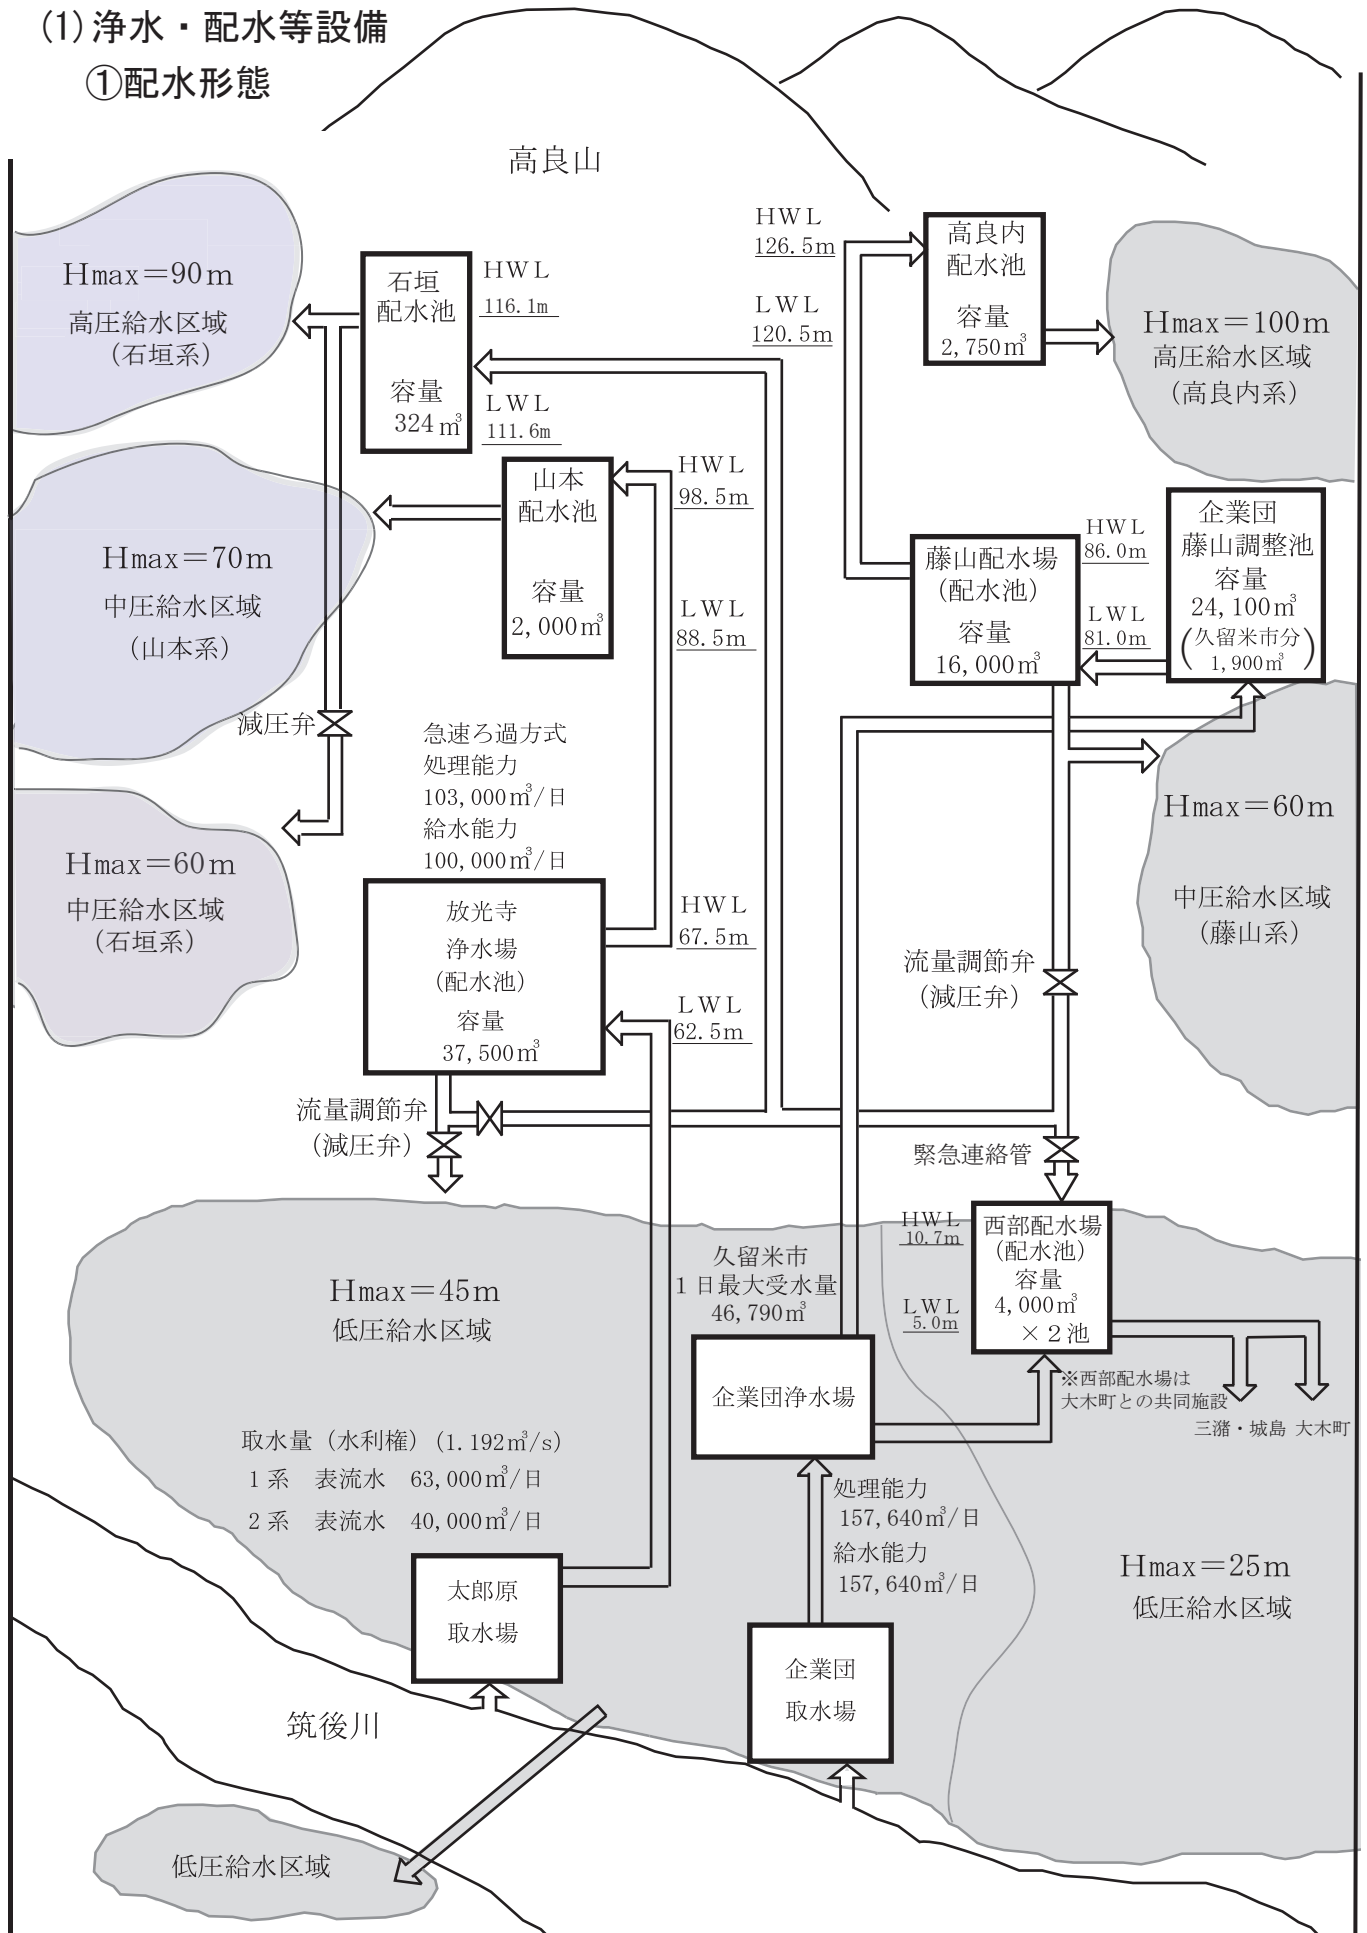 (1)浄水・配水等設備
①配水形態
高良山
Hmax＝90m
高圧給水区域
（石垣系）
石垣
配水池
容量
324㎥
HWL
116.1m
LWL
111.6m
HWL
126.5m
LWL
120.5m
高良内
配水池
容量
2,750㎥
Hmax＝100m
高圧給水区域
（高良内系）
Hmax＝70m
中圧給水区域
（山本系）
山本
配水池
容量
2,000㎥
HWL
98.5m
LWL
88.5m
藤山配水場
（配水池）
容量
16,000㎥
HWL
86.0m
LWL
81.0m
企業団
藤山調整池
容量
24,100㎥
（久留米市分
1,900㎥）
減圧弁
Hmax＝60m
中圧給水区域
（石垣系）
急速ろ過方式
処理能力
103,000㎥/日
給水能力
100,000㎥/日
放光寺
浄水場
（配水池）
容量
37,500㎥
HWL
67.5m
LWL
62.5m
Hmax＝60m
中圧給水区域
（藤山系）
流量調節弁
（減圧弁）
流量調節弁
（減圧弁）
緊急連絡管
Hmax＝45m
低圧給水区域
久留米市
１日最大受水量
46,790㎥
HWL
10.7m
LWL
5.0m
西部配水場
（配水池）
容量
4,000㎥
×２池
企業団浄水場
※西部配水場は
大木町との共同施設
三潴・城島 大木町
取水量（水利権）(1.192㎥/s)
１系　表流水　63,000㎥/日
２系　表流水　40,000㎥/日
処理能力
157,640㎥/日
給水能力
157,640㎥/日
Hmax＝25m
低圧給水区域
太郎原
取水場
企業団
取水場
筑後川
低圧給水区域